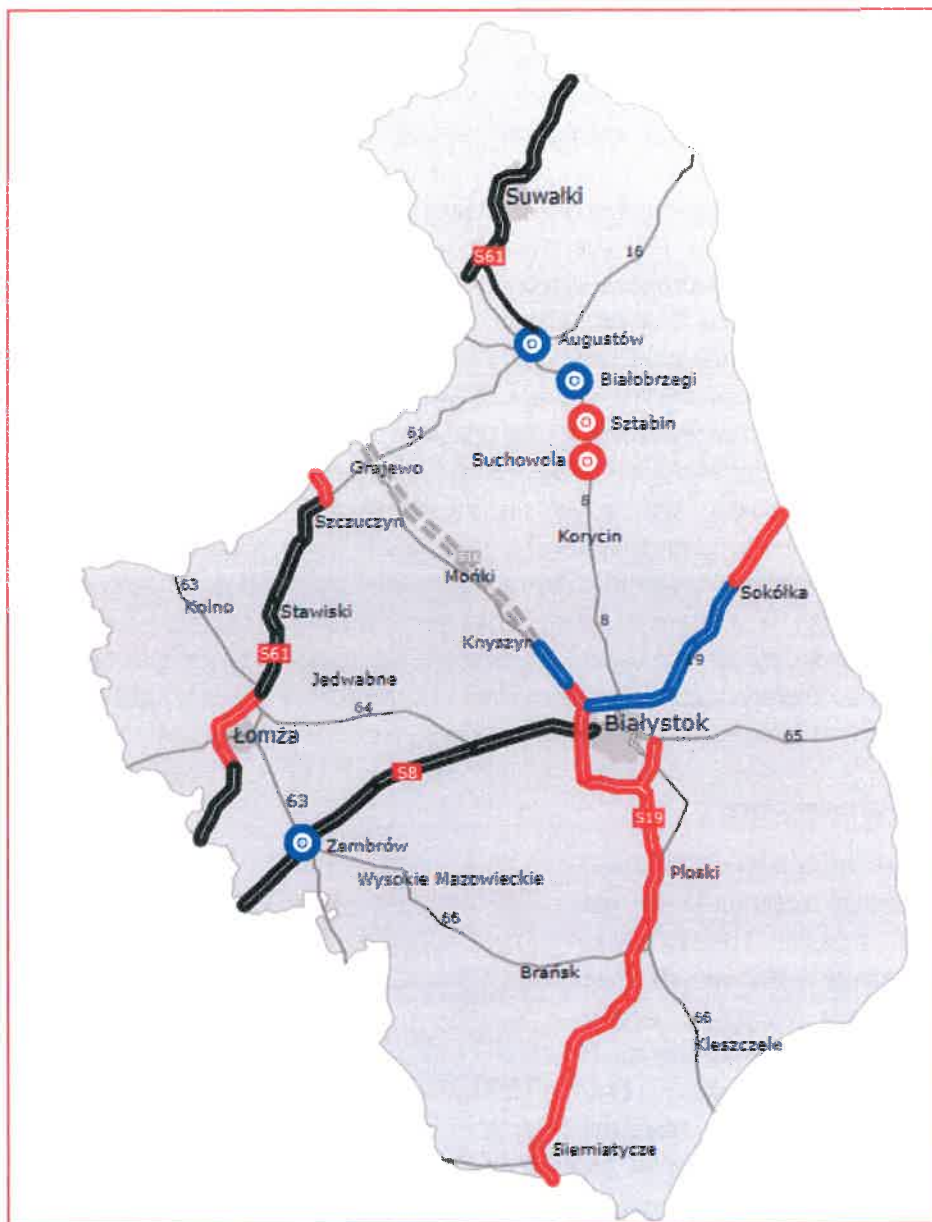 Suwałki
S61
16
Augustów
Białobrzegi
Sztabin
61
Suchowola
Grajewo
8
Szczuczyn
Korycin
Mońki
63
Kolno
Stawiski
Sokółka
8
Knyszyn
S61
19
Jedwabne
64
Łomża
Białystok
65
S8
63
S19
Zambrów
Ploski
Wysokie Mazowieckie
66
Brańsk
66
Kleszczele
Siemiatycze